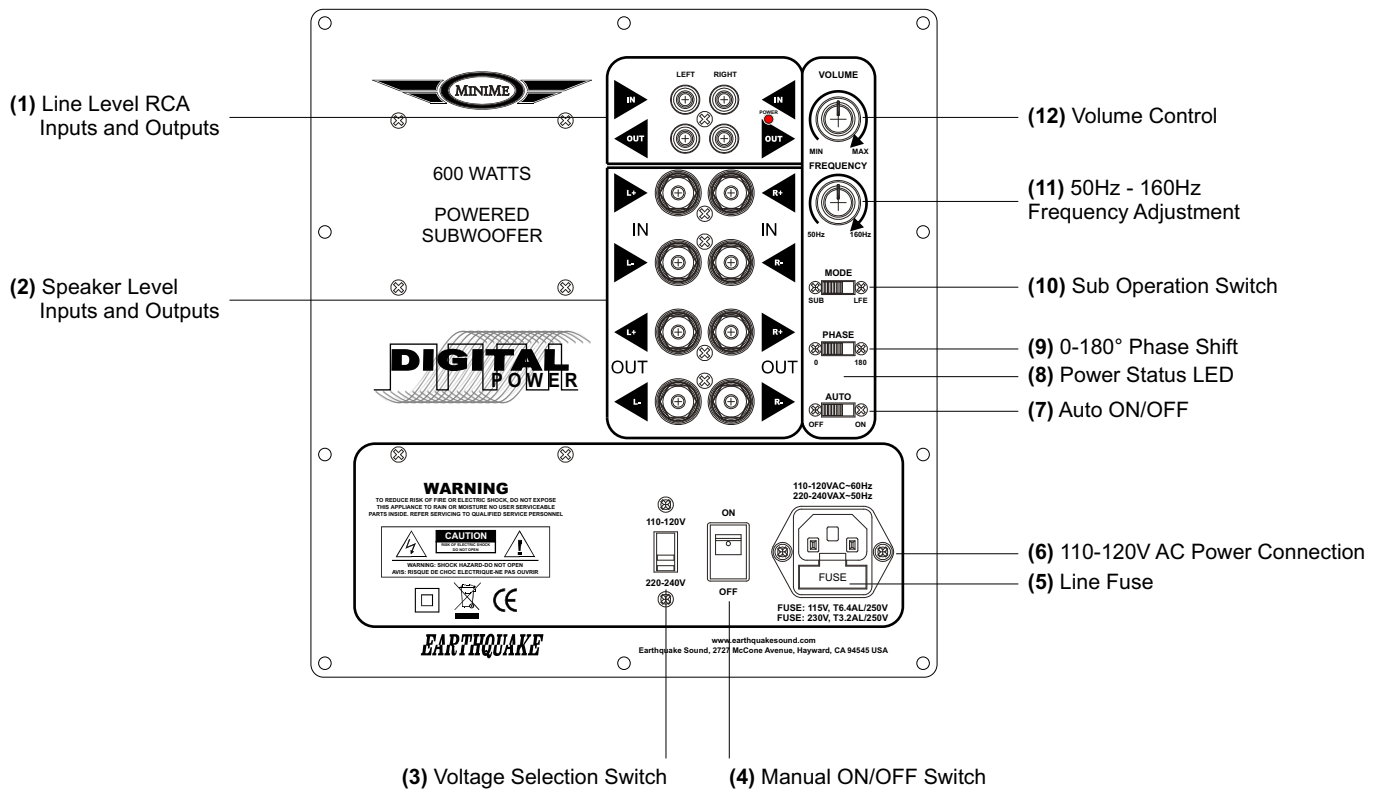 (1) Line Level RCA
Inputs and Outputs
(2) Speaker Level
Inputs and Outputs
MINIME
600 WATTS
POWERED
SUBWOOFER
DIGITAL
POWER
LEFT RIGHT
IN IN
POWER
OUT OUT
L+ R+
IN IN
L- R-
L+ R+
OUT OUT
L- R-
VOLUME
MIN MAX
FREQUENCY
50Hz 160Hz
MODE
SUB LFE
PHASE
0 180
AUTO
OFF ON
(12) Volume Control
(11) 50Hz - 160Hz
Frequency Adjustment
(10) Sub Operation Switch
(9) 0-180° Phase Shift
(8) Power Status LED
(7) Auto ON/OFF
WARNING
TO REDUCE RISK OF FIRE OR ELECTRIC SHOCK, DO NOT EXPOSE
THIS APPLIANCE TO RAIN OR MOISTURE NO USER SERVICEABLE
PARTS INSIDE. REFER SERVICING TO QUALIFIED SERVICE PERSONNEL
CAUTION
RISK OF ELECTRIC SHOCK
DO NOT OPEN
WARNING: SHOCK HAZARD-DO NOT OPEN
AVIS: RISQUE DE CHOC ELECTRIQUE-NE PAS OUVRIR
CE
110-120V
220-240V
ON
OFF
110-120VAC~60Hz
220-240VAX~50Hz
FUSE
FUSE: 115V, T6.4AL/250V
FUSE: 230V, T3.2AL/250V
(6) 110-120V AC Power Connection
(5) Line Fuse
EARTHQUAKE
www.earthquakesound.com
Earthquake Sound, 2727 McCone Avenue, Hayward, CA 94545 USA
(3) Voltage Selection Switch
(4) Manual ON/OFF Switch